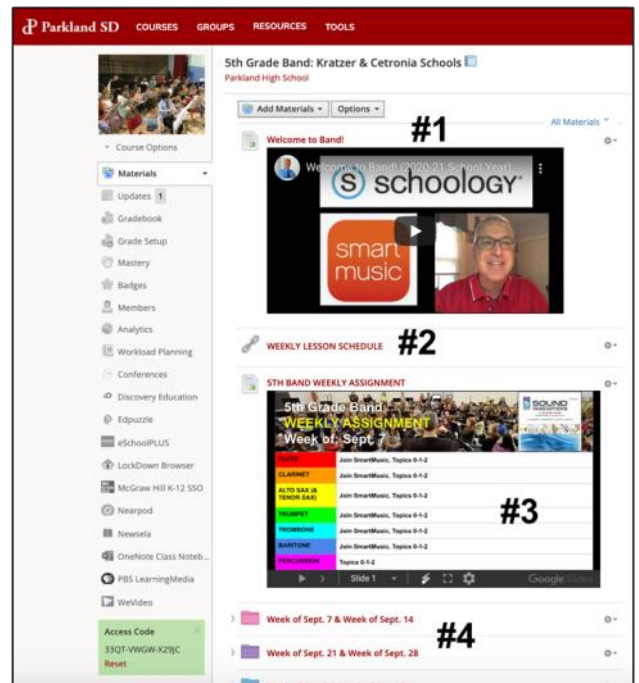 Parkland SD COURSES GROUPS RESOURCES TOOLS
5th Grade Band: Kratzer & Cetronia Schools
Parkland High School
Add Materials Options
All Materials
Course Options
Materials
Updates 1
Gradebook
Grade Setup
Mastery
Badges
Members
Analytics
Workload Planning
Conferences
Discovery Education
Edpuzzle
eSchoolPLUS
LockDown Browser
McGraw Hill K-12 SSO
Nearpod
Newsela
OneNote Class Noteb...
PBS LearningMedia
WeVideo
Access Code
33QT-VWGW-X29JC
Reset
Welcome to Band! #1
Welcome to Band! (2020-21 School Year)
S schoology
smart
music
WEEKLY LESSON SCHEDULE #2
5TH BAND WEEKLY ASSIGNMENT
5th Grade Band
WEEKLY ASSIGNMENT
Week of: Sept. 7
SOUND
INNOVATIONS
FLUTE Join SmartMusic, Topics 0-1-2
CLARINET Join SmartMusic, Topics 0-1-2
ALTO SAX (& TENOR SAX) Join SmartMusic, Topics 0-1-2
TRUMPET Join SmartMusic, Topics 0-1-2
TROMBONE Join SmartMusic, Topics 0-1-2
BARITONE Join SmartMusic, Topics 0-1-2
PERCUSSION Topics 0-1-2
#3
Slide 1 Google Slides
Week of Sept. 7 & Week of Sept. 14
#4
Week of Sept. 21 & Week of Sept. 28